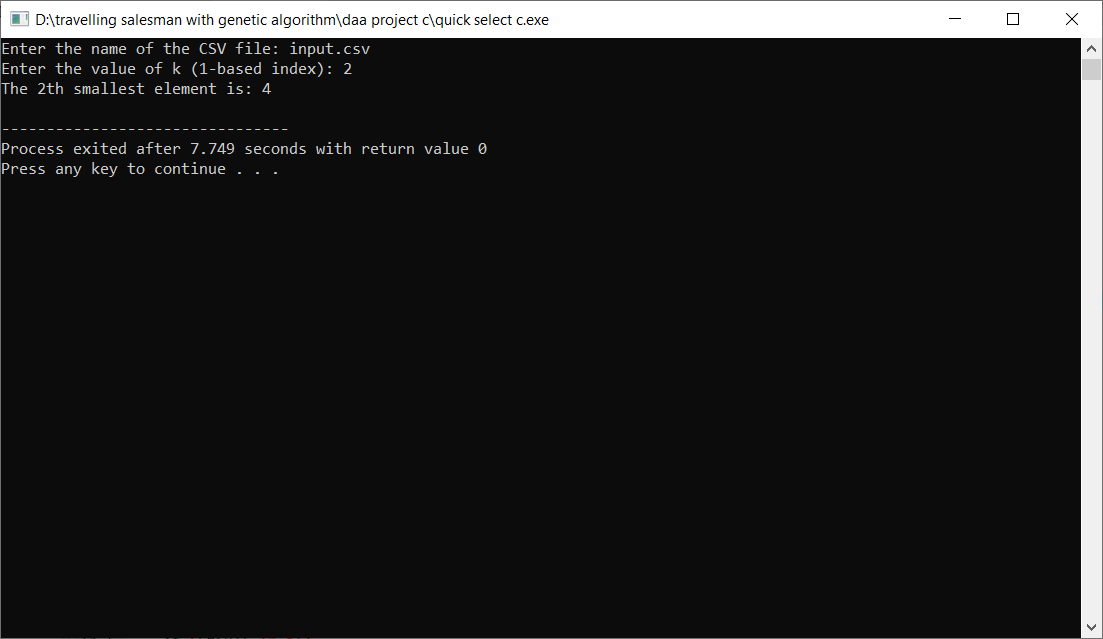 D:\travelling salesman with genetic algorithm\daa project c\quick select c.exe
Enter the name of the CSV file: input.csv
Enter the value of k (1-based index): 2
The 2th smallest element is: 4
--------------------------------
Process exited after 7.749 seconds with return value 0
Press any key to continue . . .